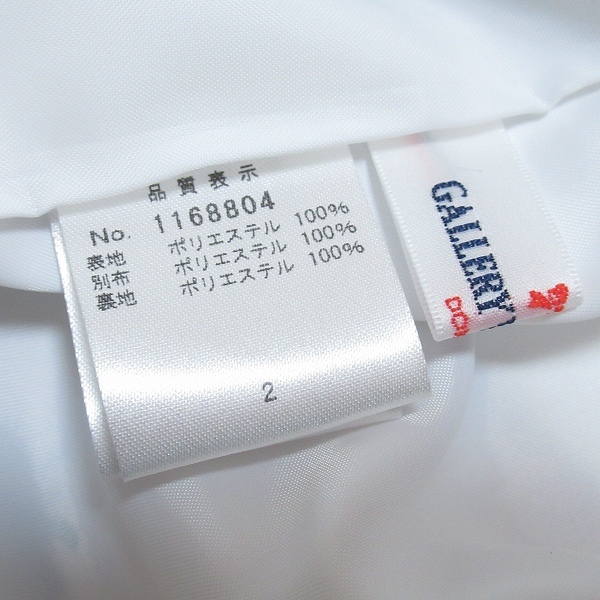 品質表示
No. 1168804
表地 ポリエステル 100%
別布 ポリエステル 100%
裏地 ポリエステル 100%
2
GALLERY